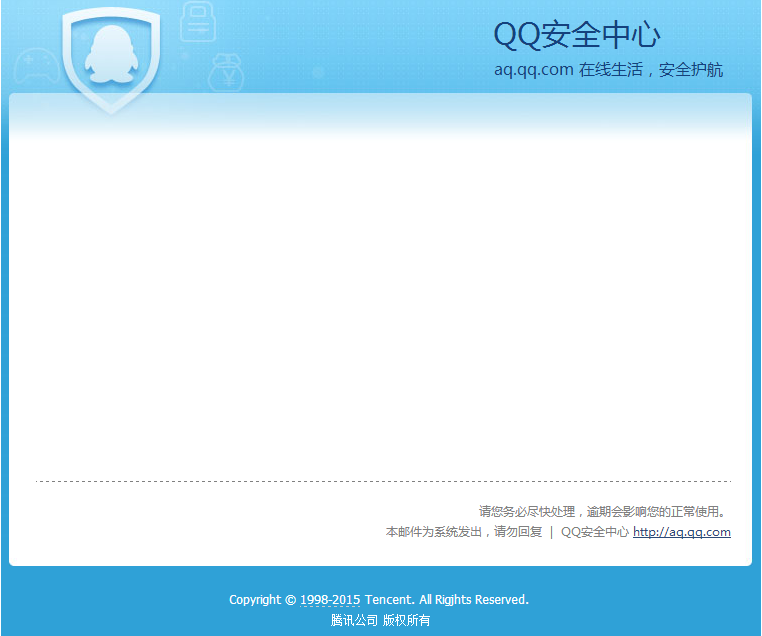 QQ安全中心
aq.qq.com 在线生活，安全护航
请您务必尽快处理，逾期会影响您的正常使用。
本邮件为系统发出，请勿回复 | QQ安全中心 http://aq.qq.com
Copyright © 1998-2015 Tencent. All Rigjhts Reserved.
腾讯公司 版权所有